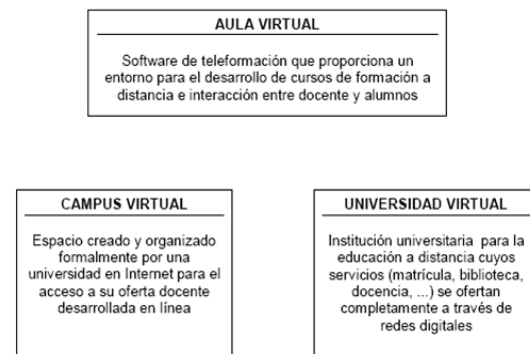 AULA VIRTUAL
Software de teleformación que proporciona un
entorno para el desarrollo de cursos de formación a
distancia e interacción entre docente y alumnos
CAMPUS VIRTUAL
Espacio creado y organizado
formalmente por una
universidad en Internet para el
acceso a su oferta docente
desarrollada en línea
UNIVERSIDAD VIRTUAL
Institución universitaria para la
educación a distancia cuyos
servicios (matrícula, biblioteca,
docencia, ...) se ofertan
completamente a través de
redes digitales